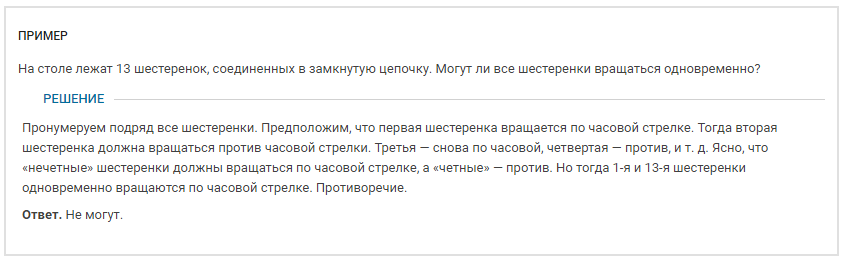 ПРИМЕР
На столе лежат 13 шестеренок, соединенных в замкнутую цепочку. Могут ли все шестеренки вращаться одновременно?
РЕШЕНИЕ
Пронумеруем подряд все шестеренки. Предположим, что первая шестеренка вращается по часовой стрелке. Тогда вторая
шестеренка должна вращаться против часовой стрелки. Третья — снова по часовой, четвертая — против, и т. д. Ясно, что
«нечетные» шестеренки должны вращаться по часовой стрелке, а «четные» — против. Но тогда 1-я и 13-я шестеренки
одновременно вращаются по часовой стрелке. Противоречие.
Ответ. Не могут.